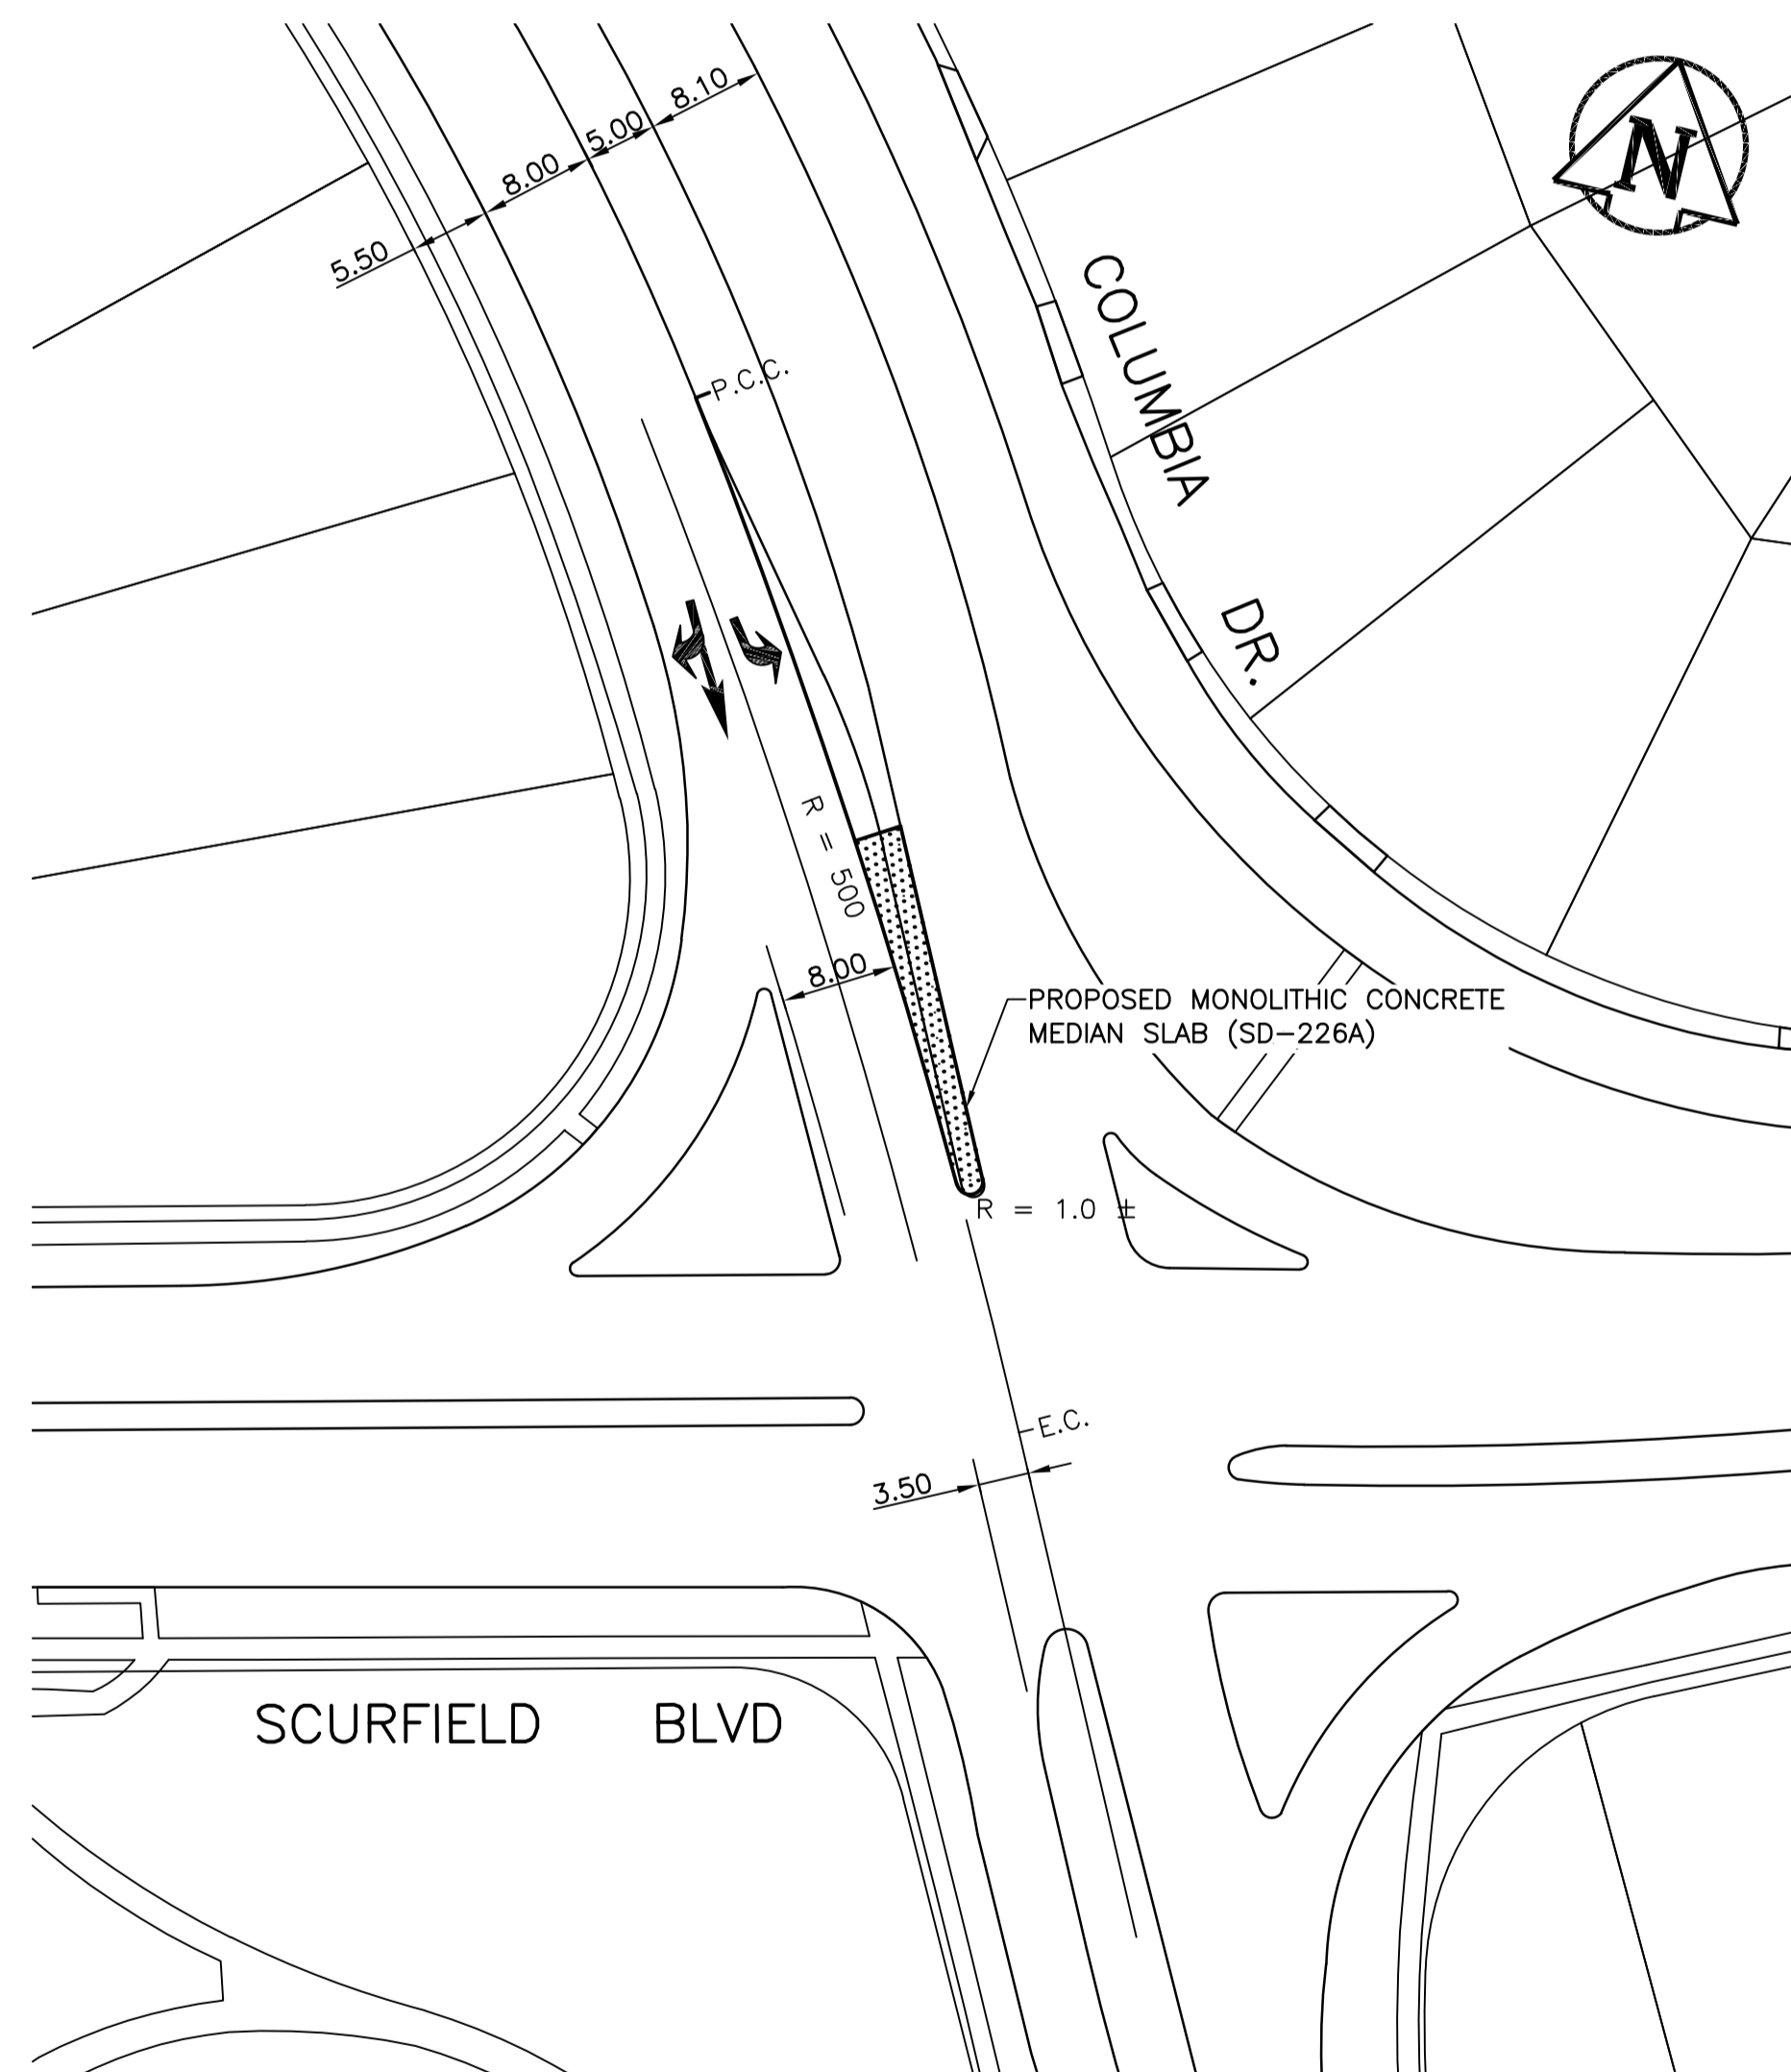 8.10
5.00
8.00
5.50
N
COLUMBIA DR.
P.C.C.
R = 500
8.00
PROPOSED MONOLITHIC CONCRETE
MEDIAN SLAB (SD-226A)
R = 1.0 ±
E.C.
3.50
SCURFIELD BLVD